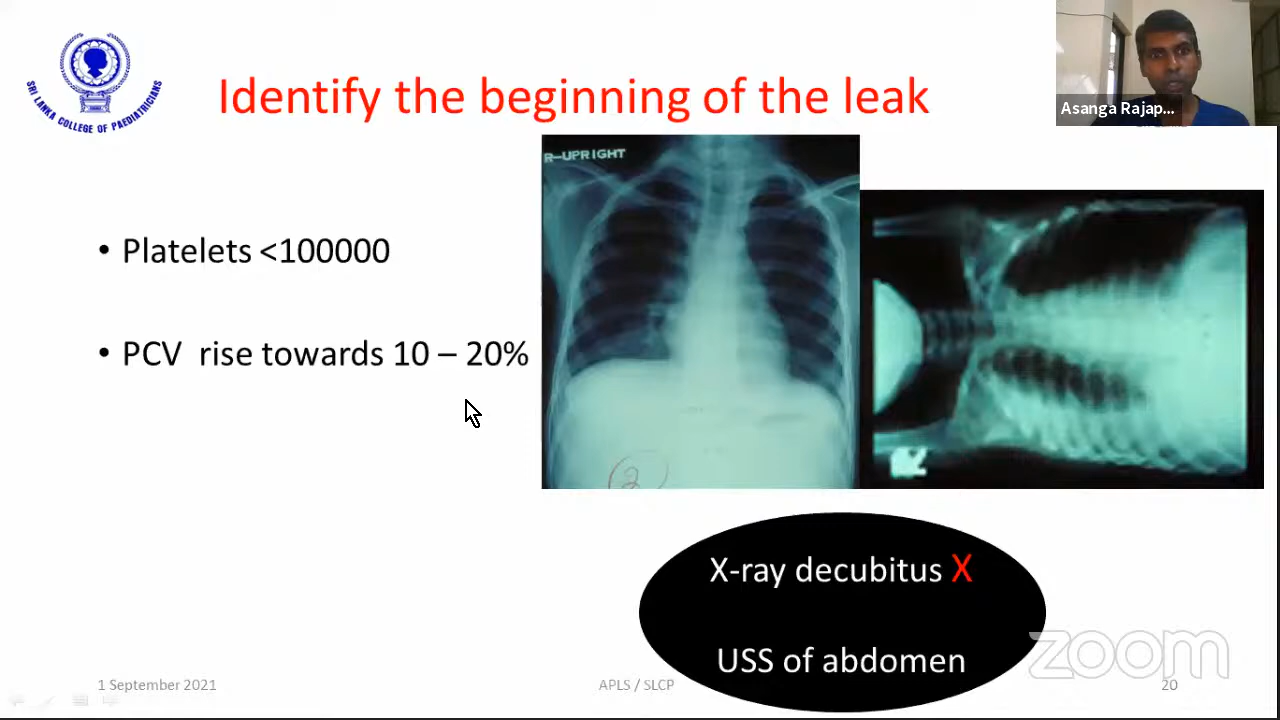 SRI LANKA COLLEGE OF PAEDIATRICIANS
Identify the beginning of the leak
Asanga Rajap...
R-UPRIGHT
• Platelets <100000
• PCV rise towards 10 – 20%
2
X-ray decubitus X
USS of abdomen
zoom
1 September 2021
APLS / SLCP
20